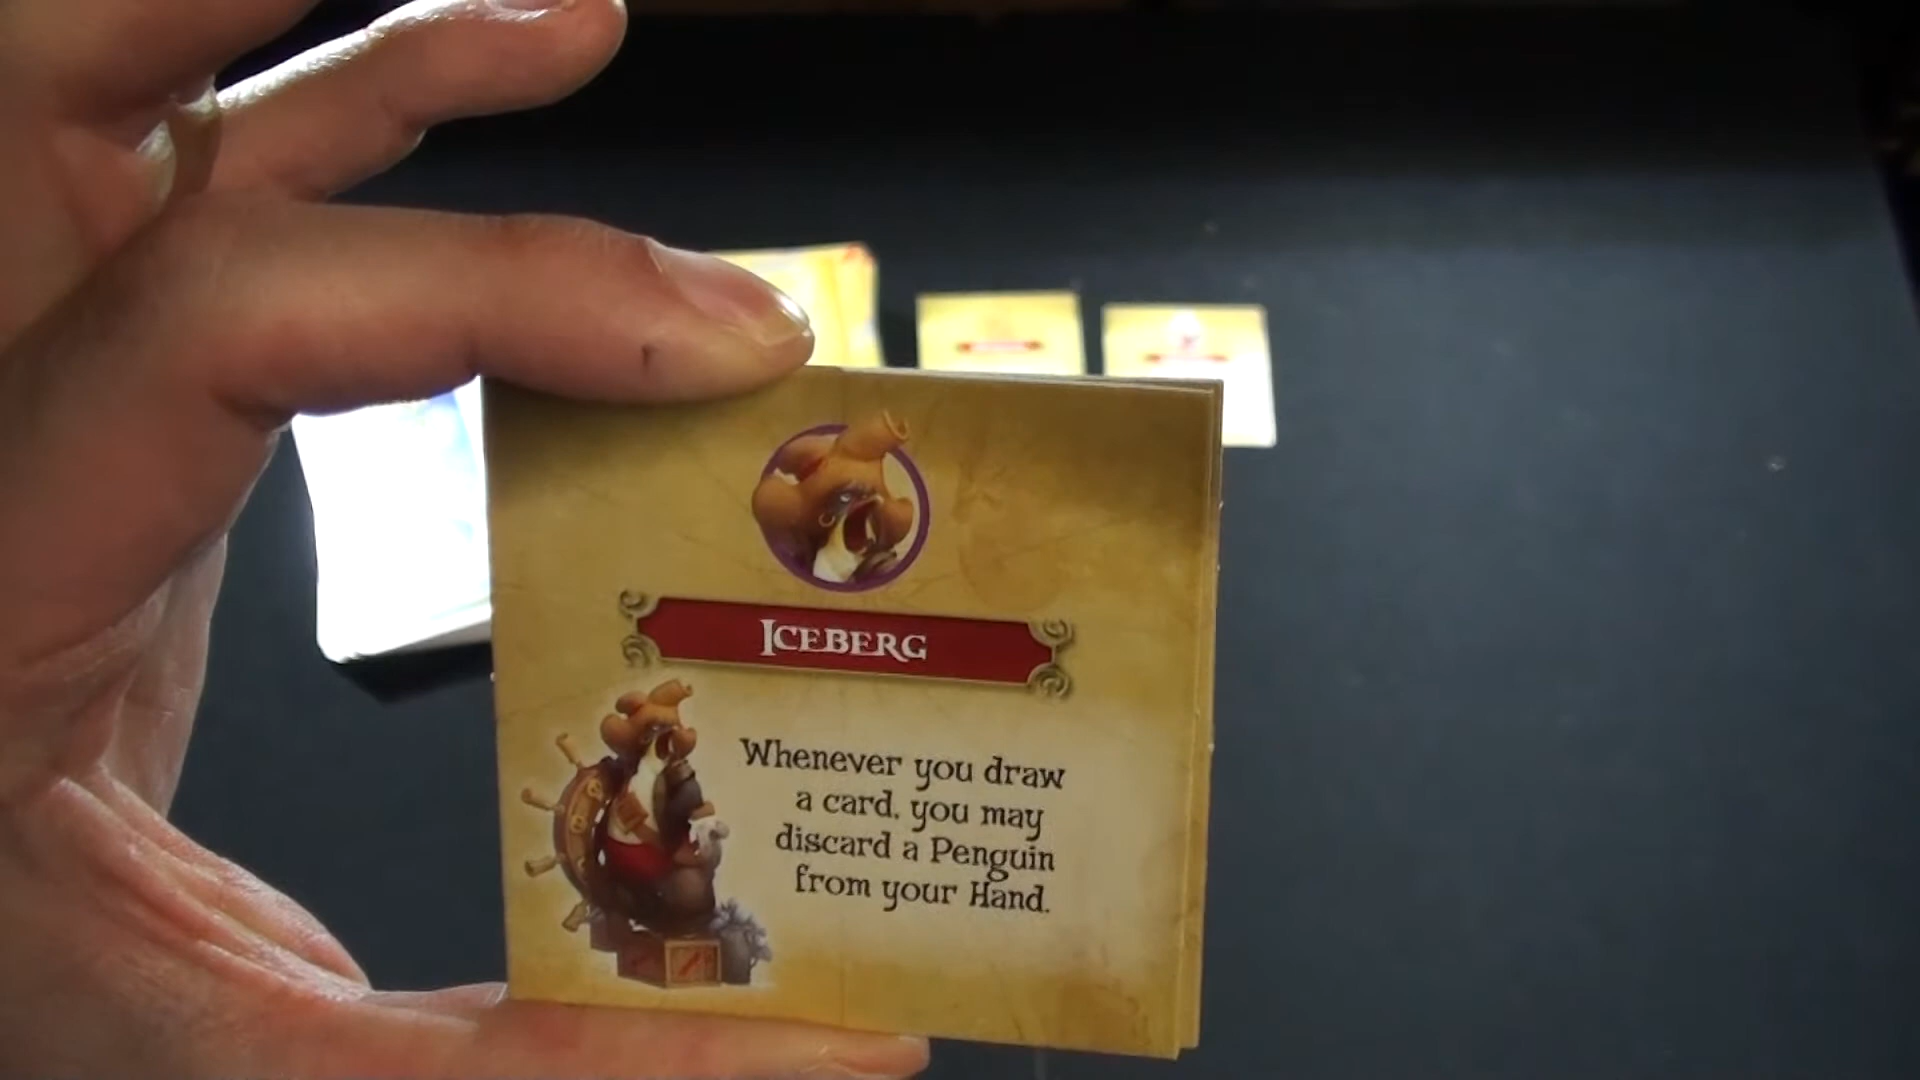 ICEBERG
Whenever you draw
a card, you may
discard a Penguin
from your Hand.